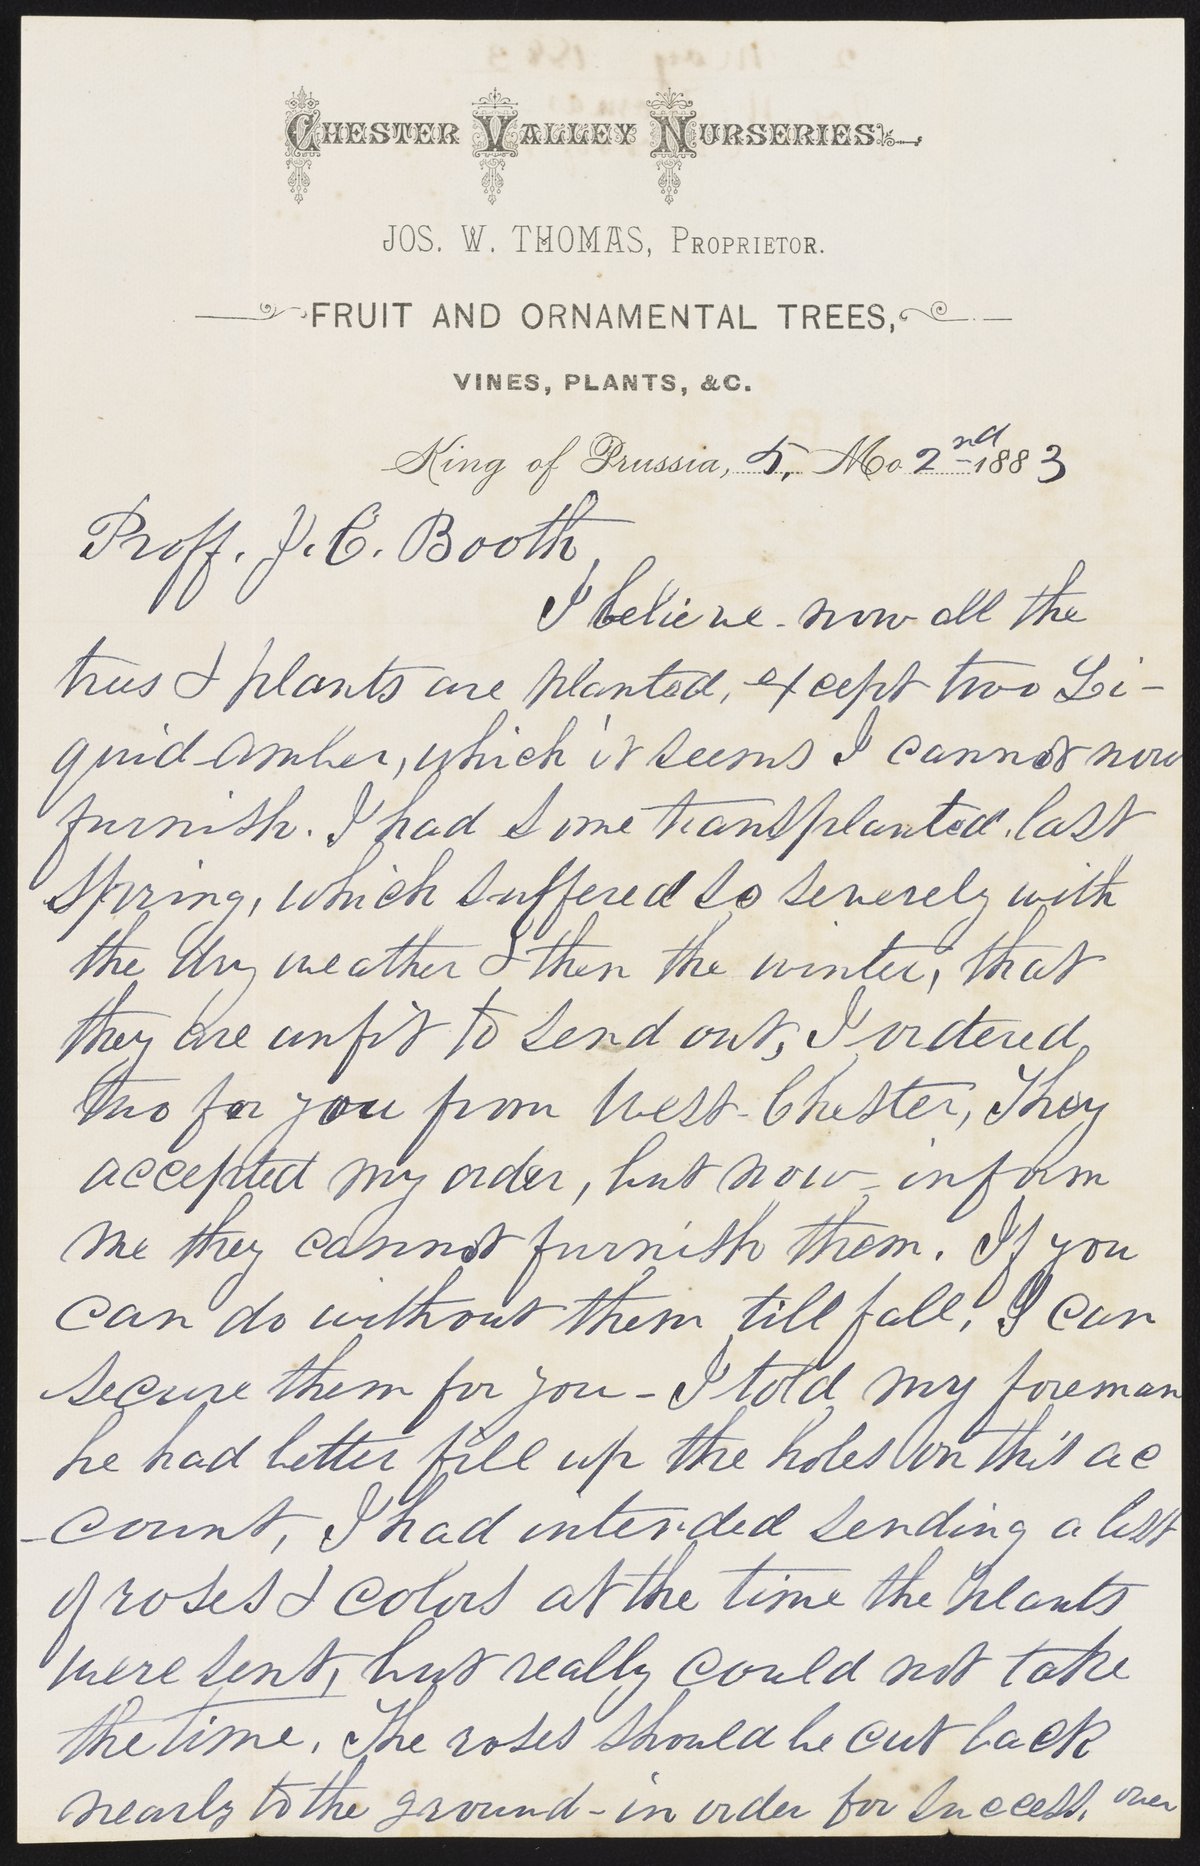 CHESTER VALLEY NURSERIES.
JOS. W. THOMAS, PROPRIETOR.
FRUIT AND ORNAMENTAL TREES,
VINES, PLANTS, &C.
King of Prussia, 5, Mo 2nd 1883
Proff. J. C. Booth,
I believe - now all the
trees & plants are planted, except two Li-
quid-amber, which it seems I cannot now
furnish. I had some transplanted last
Spring, which suffered so severely with
the dry weather & then the winter, that
they are unfit to send out, I ordered
two for you from West-Chester, They
accepted my order, but now - inform
me they cannot furnish them. If you
can do without them till fall, I can
secure them for you - I told my foreman
he had better fill up the holes on this ac
-count, I had intended sending a list
of roses & colors at the time the plants
were sent, but really could not take
the time. The roses should be cut back
nearly to the ground - in order for success. over